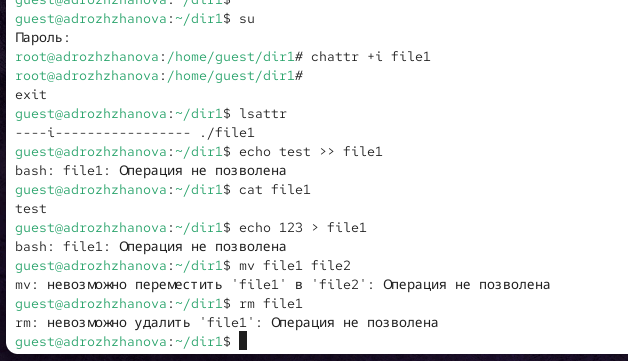 guest@adrozhzhanova:~/dir1$ su
Пароль:
root@adrozhzhanova:/home/guest/dir1# chattr +i file1
root@adrozhzhanova:/home/guest/dir1#
exit
guest@adrozhzhanova:~/dir1$ lsattr
----i----------------- ./file1
guest@adrozhzhanova:~/dir1$ echo test >> file1
bash: file1: Операция не позволена
guest@adrozhzhanova:~/dir1$ cat file1
test
guest@adrozhzhanova:~/dir1$ echo 123 > file1
bash: file1: Операция не позволена
guest@adrozhzhanova:~/dir1$ mv file1 file2
mv: невозможно переместить 'file1' в 'file2': Операция не позволена
guest@adrozhzhanova:~/dir1$ rm file1
rm: невозможно удалить 'file1': Операция не позволена
guest@adrozhzhanova:~/dir1$